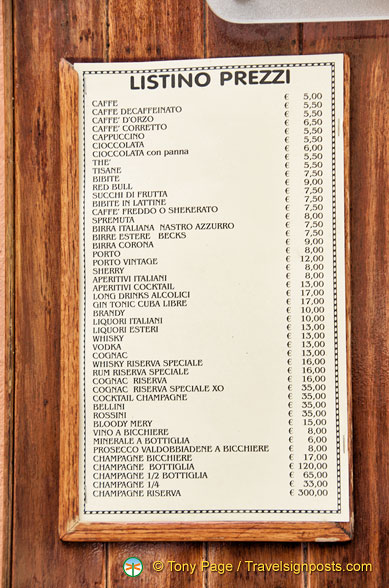 LISTINO PREZZI
CAFFE € 5,00
CAFFE DECAFFEINATO € 5,50
CAFFE' D'ORZO € 5,50
CAFFE' CORRETTO € 6,50
CAPPUCCINO € 5,50
CIOCCOLATA € 5,50
CIOCCOLATA con panna € 6,00
THE' € 5,50
TISANE € 5,50
BIBITE € 7,50
RED BULL € 9,00
SUCCHI DI FRUTTA € 7,50
BIBITE IN LATTINE € 7,50
CAFFE' FREDDO O SHEKERATO € 7,50
SPREMUTA € 8,00
BIRRA ITALIANA NASTRO AZZURRO € 7,50
BIRRE ESTERE BECKS € 7,50
BIRRA CORONA € 9,00
PORTO € 8,00
PORTO VINTAGE € 12,00
SHERRY € 8,00
APERITIVI ITALIANI € 8,00
APERITIVI COCKTAIL € 13,00
LONG DRINKS ALCOLICI € 17,00
GIN TONIC CUBA LIBRE € 17,00
BRANDY € 10,00
LIQUORI ITALIANI € 10,00
LIQUORI ESTERI € 13,00
WHISKY € 13,00
VODKA € 13,00
COGNAC € 13,00
WHISKY RISERVA SPECIALE € 16,00
RUM RISERVA SPECIALE € 16,00
COGNAC RISERVA € 16,00
COGNAC RISERVA SPECIALE XO € 35,00
COCKTAIL CHAMPAGNE € 35,00
BELLINI € 35,00
ROSSINI € 35,00
BLOODY MERY € 15,00
VINO A BICCHIERE € 8,00
MINERALE A BOTTIGLIA € 6,00
PROSECCO VALDOBBIADENE A BICCHIERE € 8,00
CHAMPAGNE BICCHIERE € 17,00
CHAMPAGNE BOTTIGLIA € 120,00
CHAMPAGNE 1/2 BOTTIGLIA € 65,00
CHAMPAGNE 1/4 € 33,00
CHAMPAGNE RISERVA € 300,00
© Tony Page / Travelsignposts.com